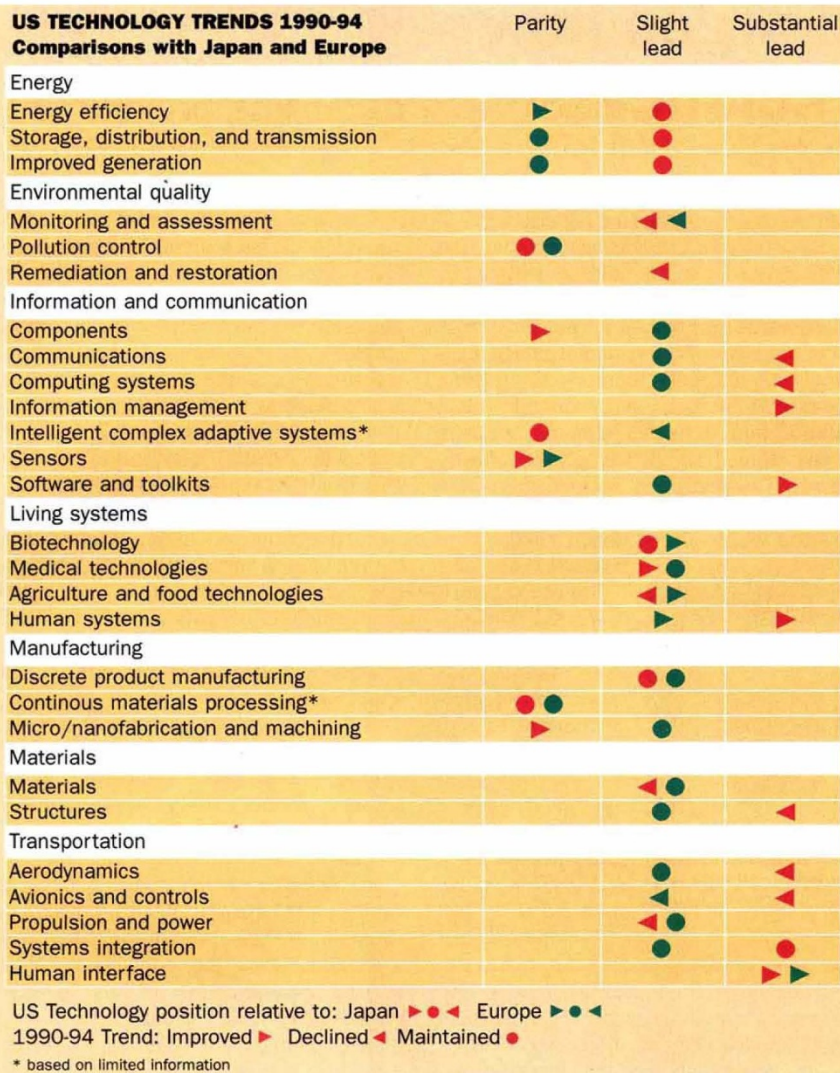 US TECHNOLOGY TRENDS 1990-94 Parity Slight Substantial
Comparisons with Japan and Europe lead lead
Energy
Energy efficiency
Storage, distribution, and transmission
Improved generation
Environmental quality
Monitoring and assessment
Pollution control
Remediation and restoration
Information and communication
Components
Communications
Computing systems
Information management
Intelligent complex adaptive systems*
Sensors
Software and toolkits
Living systems
Biotechnology
Medical technologies
Agriculture and food technologies
Human systems
Manufacturing
Discrete product manufacturing
Continous materials processing*
Micro/nanofabrication and machining
Materials
Materials
Structures
Transportation
Aerodynamics
Avionics and controls
Propulsion and power
Systems integration
Human interface
US Technology position relative to: Japan ▶ ● ◀ Europe ▶ ● ◀
1990-94 Trend: Improved ▶ Declined ◀ Maintained ●
* based on limited information